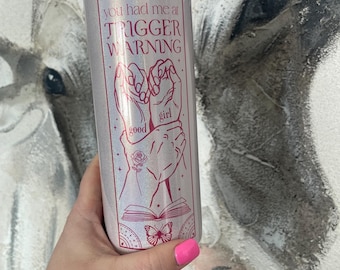 you had me at
TRIGGER
WARNING
good girl